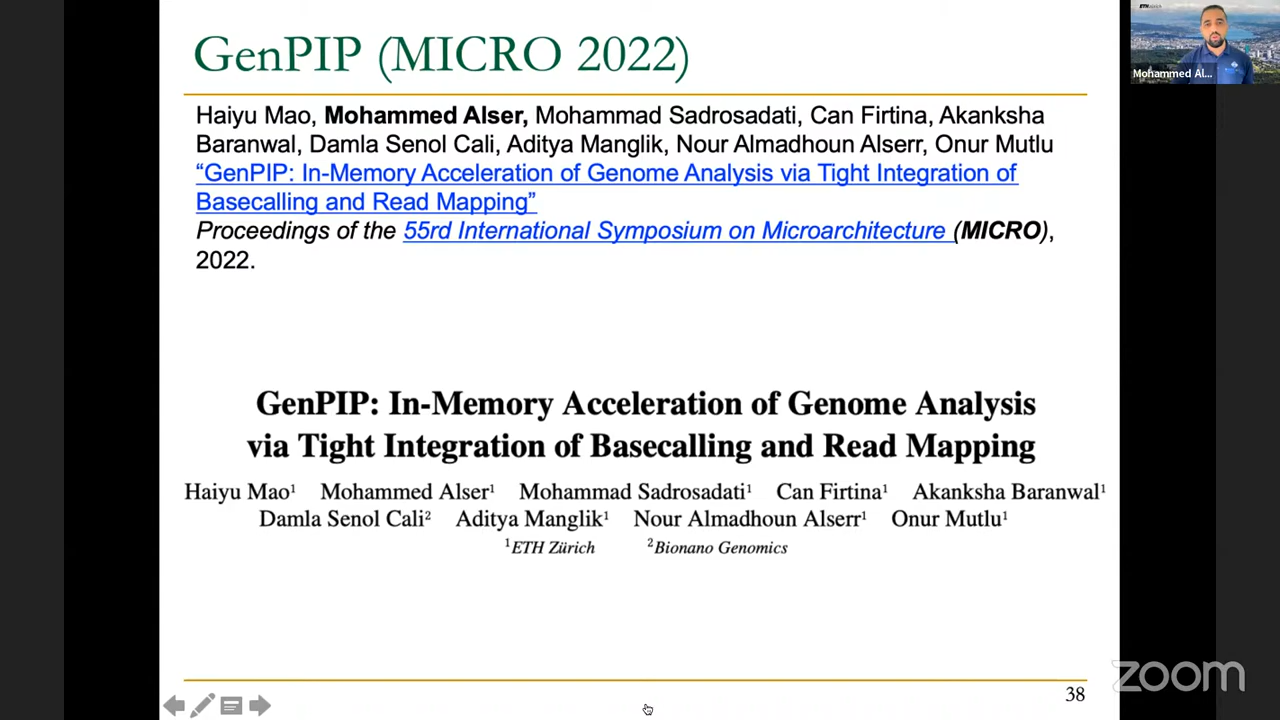 GenPIP (MICRO 2022)
Haiyu Mao, Mohammed Alser, Mohammad Sadrosadati, Can Firtina, Akanksha
Baranwal, Damla Senol Cali, Aditya Manglik, Nour Almadhoun Alserr, Onur Mutlu
“GenPIP: In-Memory Acceleration of Genome Analysis via Tight Integration of
Basecalling and Read Mapping”
Proceedings of the 55rd International Symposium on Microarchitecture (MICRO),
2022.
GenPIP: In-Memory Acceleration of Genome Analysis
via Tight Integration of Basecalling and Read Mapping
Haiyu Mao¹ Mohammed Alser¹ Mohammad Sadrosadati¹ Can Firtina¹ Akanksha Baranwal¹
Damla Senol Cali² Aditya Manglik¹ Nour Almadhoun Alserr¹ Onur Mutlu¹
¹ETH Zürich ²Bionano Genomics
38
ETH zürich
Mohammed Al...
zoom